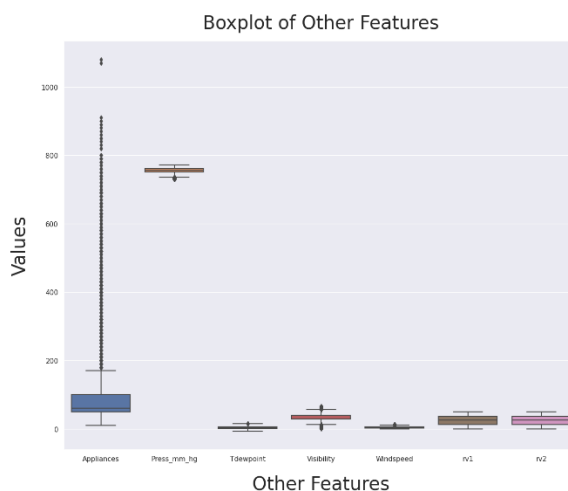 Boxplot of Other Features
Values
1000
800
600
400
200
0
Appliances Press_mm_hg Tdewpoint Visibility Windspeed rv1 rv2
Other Features